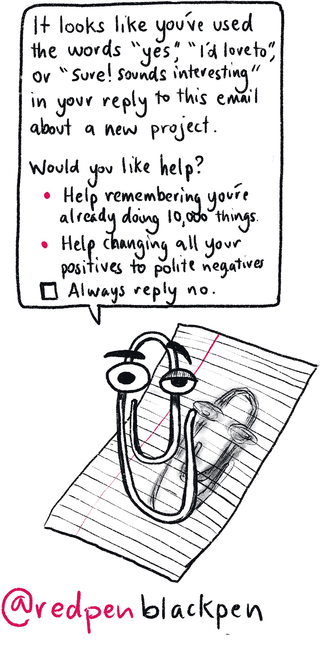 It looks like you've used
the words "yes", "I'd love to",
or "sure! sounds interesting"
in your reply to this email
about a new project.
Would you like help?
• Help remembering you're
already doing 10,000 things.
• Help changing all your
positives to polite negatives
Always reply no.
@redpenblackpen